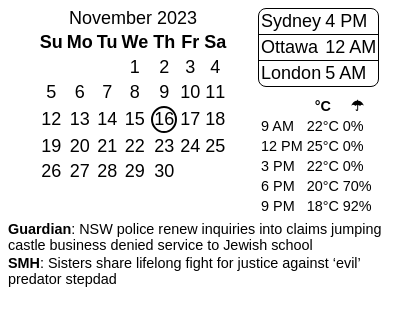 November 2023
Su Mo Tu We Th Fr Sa
1 2 3 4
5 6 7 8 9 10 11
12 13 14 15 16 17 18
19 20 21 22 23 24 25
26 27 28 29 30
Sydney 4 PM
Ottawa 12 AM
London 5 AM
°C ☂
9 AM 22°C 0%
12 PM 25°C 0%
3 PM 22°C 0%
6 PM 20°C 70%
9 PM 18°C 92%
Guardian: NSW police renew inquiries into claims jumping
castle business denied service to Jewish school
SMH: Sisters share lifelong fight for justice against ‘evil’
predator stepdad